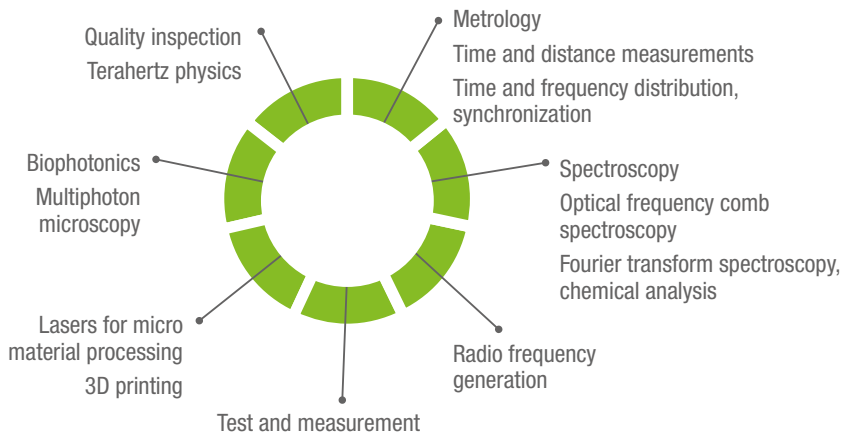 Quality inspection
Terahertz physics
Metrology
Time and distance measurements
Time and frequency distribution,
synchronization
Biophotonics
Multiphoton
microscopy
Spectroscopy
Optical frequency comb
spectroscopy
Fourier transform spectroscopy,
chemical analysis
Lasers for micro
material processing
3D printing
Radio frequency
generation
Test and measurement